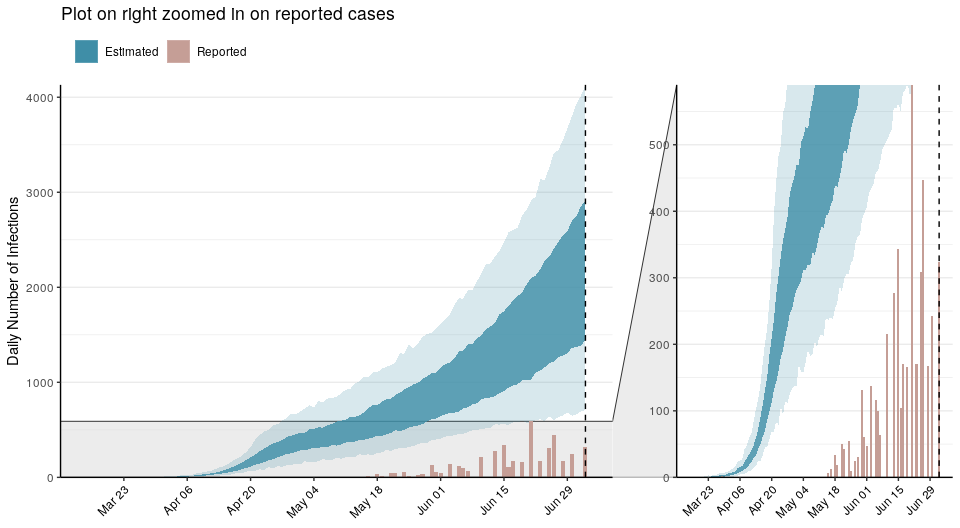 Plot on right zoomed in on reported cases
Estimated Reported
Daily Number of Infections
4000
3000
2000
1000
0
Mar 23 Apr 06 Apr 20 May 04 May 18 Jun 01 Jun 15 Jun 29
500
400
300
200
100
0
Mar 23 Apr 06 Apr 20 May 04 May 18 Jun 01 Jun 15 Jun 29